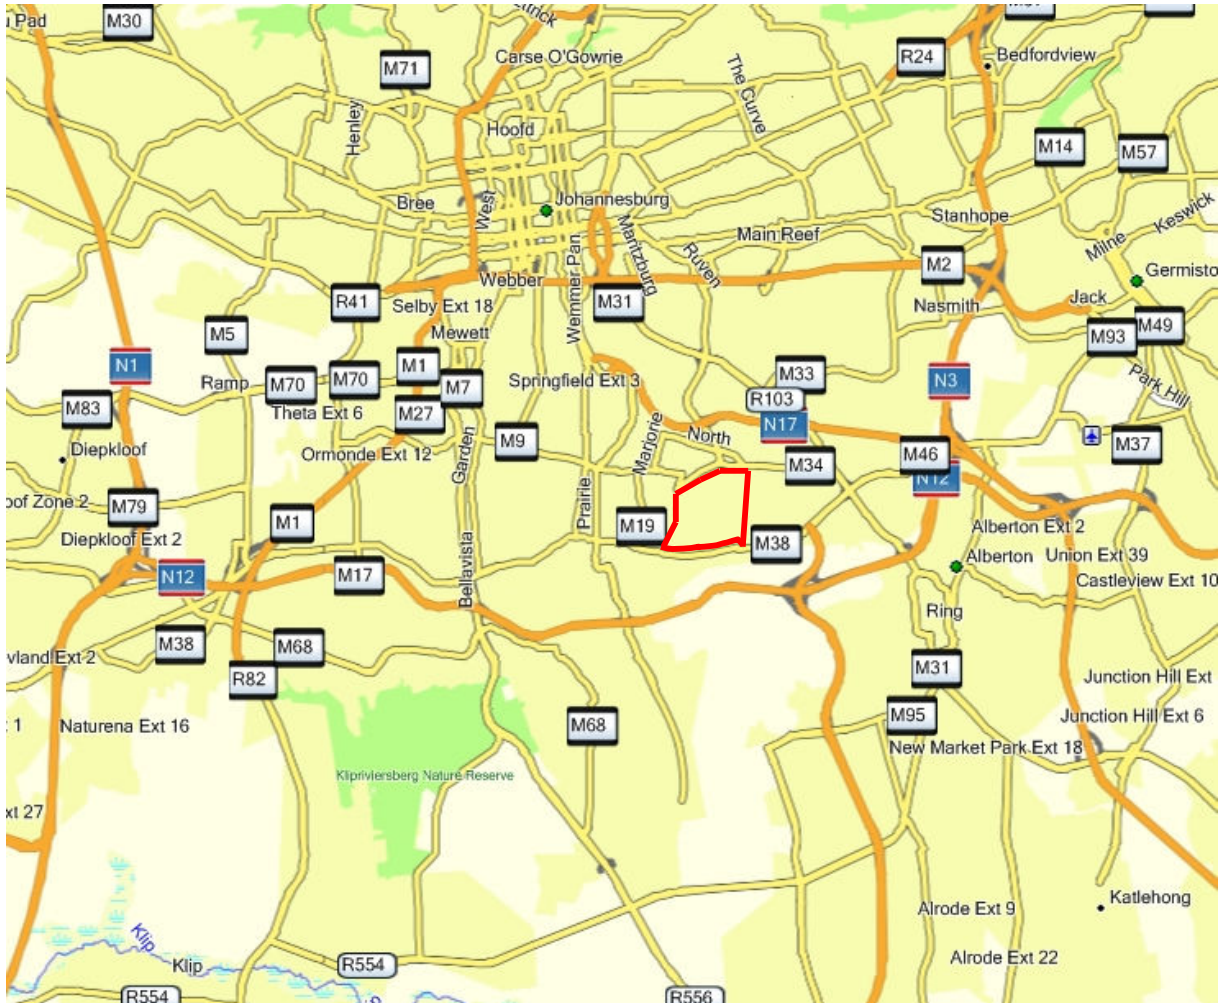 Pad
M30
M71
Carse O'Gowrie
R24
Bedfordview
The Curve
Henley
Hoofd
M14
M57
Bree
West
Johannesburg
Stanhope
Keswick
Maritzburg
Main Reef
Milne
Wemmer Pan
Ruven
M2
Germisto
Webber
R41
Selby Ext 18
M31
Nasmith
Jack
M5
Mewett
M93
M49
N1
M1
Springfield Ext 3
M33
N3
Ramp
M70
M70
M7
R103
Park Hill
M83
Theta Ext 6
M27
N17
Marjorie
North
Diepkloof
Ormonde Ext 12
Garden
M9
M46
M37
M34
N12
oof Zone 2
M79
Prairie
M1
M19
Alberton Ext 2
Diepkloof Ext 2
M38
Alberton
Union Ext 39
N12
M17
Bellavista
Castleview Ext 10
Ring
M38
M68
vland Ext 2
R82
M31
Junction Hill Ext
Naturena Ext 16
M68
M95
Junction Hill Ext 6
: 1
New Market Park Ext 18
Klipriviersberg Nature Reserve
xt 27
Katlehong
Alrode Ext 9
Klip
Klip
R554
Alrode Ext 22
R554
R556